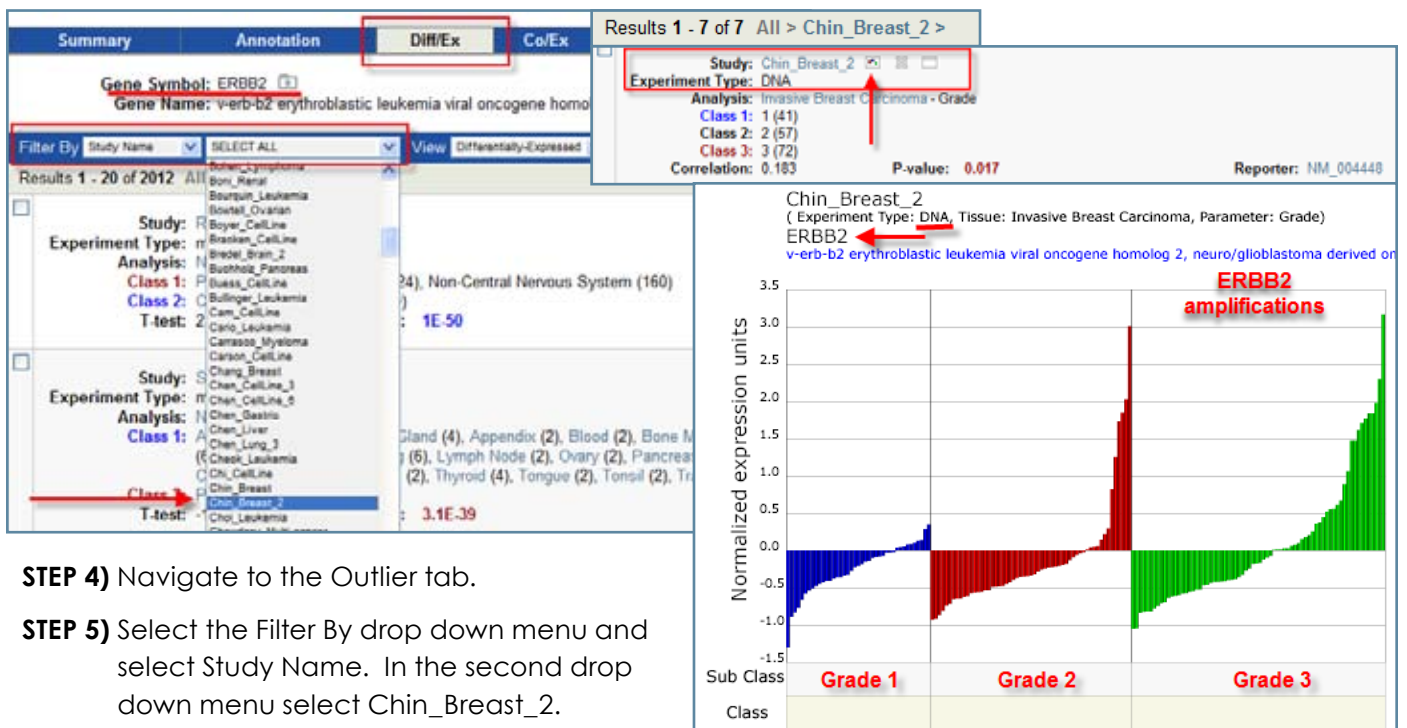 Summary Annotation Diff/Ex Co/Ex
Gene Symbol: ERBB2
Gene Name: v-erb-b2 erythroblastic leukemia viral oncogene homo
Filter By Study Name SELECT ALL View Differentially-Expressed
Results 1 - 20 of 2012 All
Bohen_Lymphoma
Boni_Renal
Bourquin_Leukemia
Bowtell_Ovarian
Boyer_CellLine
Bredel_Brain_2
Buchholz_Pancreas
Buess_CellLine
Bullinger_Leukemia
Cam_CellLine
Cario_Leukemia
Carrasco_Myeloma
Carson_CellLine
Chang_Breast
Chen_CellLine_3
Chen_Gastric
Chen_Liver
Chen_Lung_3
Cheok_Leukemia
Chi_CellLine
Chin_Breast
Chin_Breast_2
Choi_Leukemia
Study: R
Experiment Type: m
Analysis: N
Class 1: P 24), Non-Central Nervous System (160)
Class 2: C )
T-test: 2 : 1E-50
Study: S
Experiment Type: m
Analysis: N
Class 1: A Gland (4), Appendix (2), Blood (2), Bone M
(6 g (6), Lymph Node (2), Ovary (2), Pancrea
C (2), Thyroid (4), Tongue (2), Tonsil (2), Tr
Class 2: P
T-test: -1 : 3.1E-39
Results 1 - 7 of 7 All > Chin_Breast_2 >
Study: Chin_Breast_2
Experiment Type: DNA
Analysis: Invasive Breast Carcinoma - Grade
Class 1: 1 (41)
Class 2: 2 (57)
Class 3: 3 (72)
Correlation: 0.183 P-value: 0.017 Reporter: NM_004448
Chin_Breast_2
( Experiment Type: DNA, Tissue: Invasive Breast Carcinoma, Parameter: Grade)
ERBB2
v-erb-b2 erythroblastic leukemia viral oncogene homolog 2, neuro/glioblastoma derived on
ERBB2
amplifications
Normalized expression units
3.5
3.0
2.5
2.0
1.5
1.0
0.5
0.0
-0.5
-1.0
-1.5
Sub Class Grade 1 Grade 2 Grade 3
Class
STEP 4) Navigate to the Outlier tab.
STEP 5) Select the Filter By drop down menu and
select Study Name. In the second drop
down menu select Chin_Breast_2.